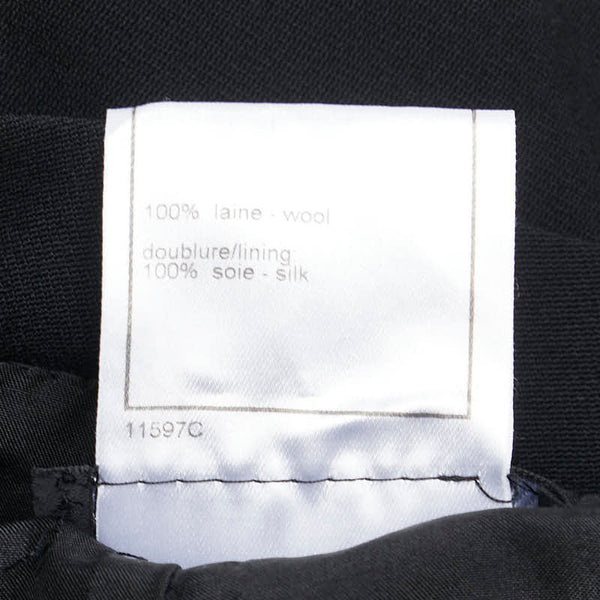 100% laine - wool
doublure/lining
100% soie - silk
11597C